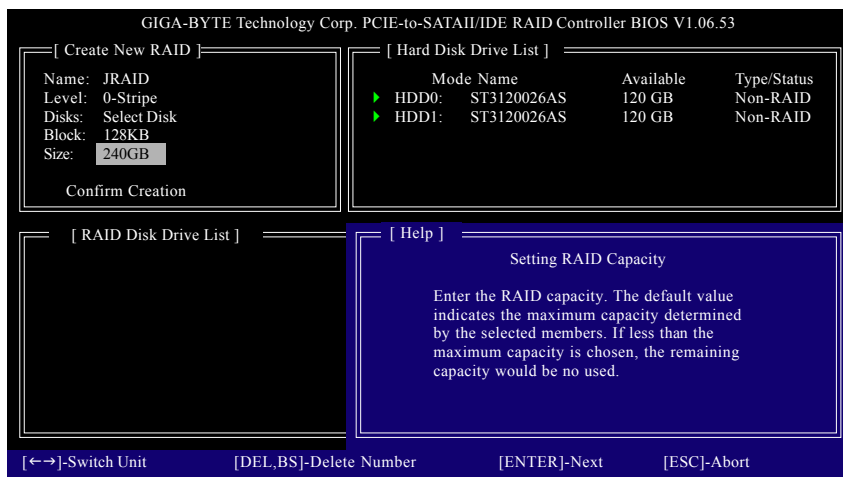 GIGA-BYTE Technology Corp. PCIE-to-SATAII/IDE RAID Controller BIOS V1.06.53
[ Create New RAID ]
Name: JRAID
Level: 0-Stripe
Disks: Select Disk
Block: 128KB
Size: 240GB
Confirm Creation
[ Hard Disk Drive List ]
Mode Name Available Type/Status
HDD0: ST3120026AS 120 GB Non-RAID
HDD1: ST3120026AS 120 GB Non-RAID
[ RAID Disk Drive List ]
[ Help ]
Setting RAID Capacity
Enter the RAID capacity. The default value
indicates the maximum capacity determined
by the selected members. If less than the
maximum capacity is chosen, the remaining
capacity would be no used.
[←→]-Switch Unit [DEL,BS]-Delete Number [ENTER]-Next [ESC]-Abort